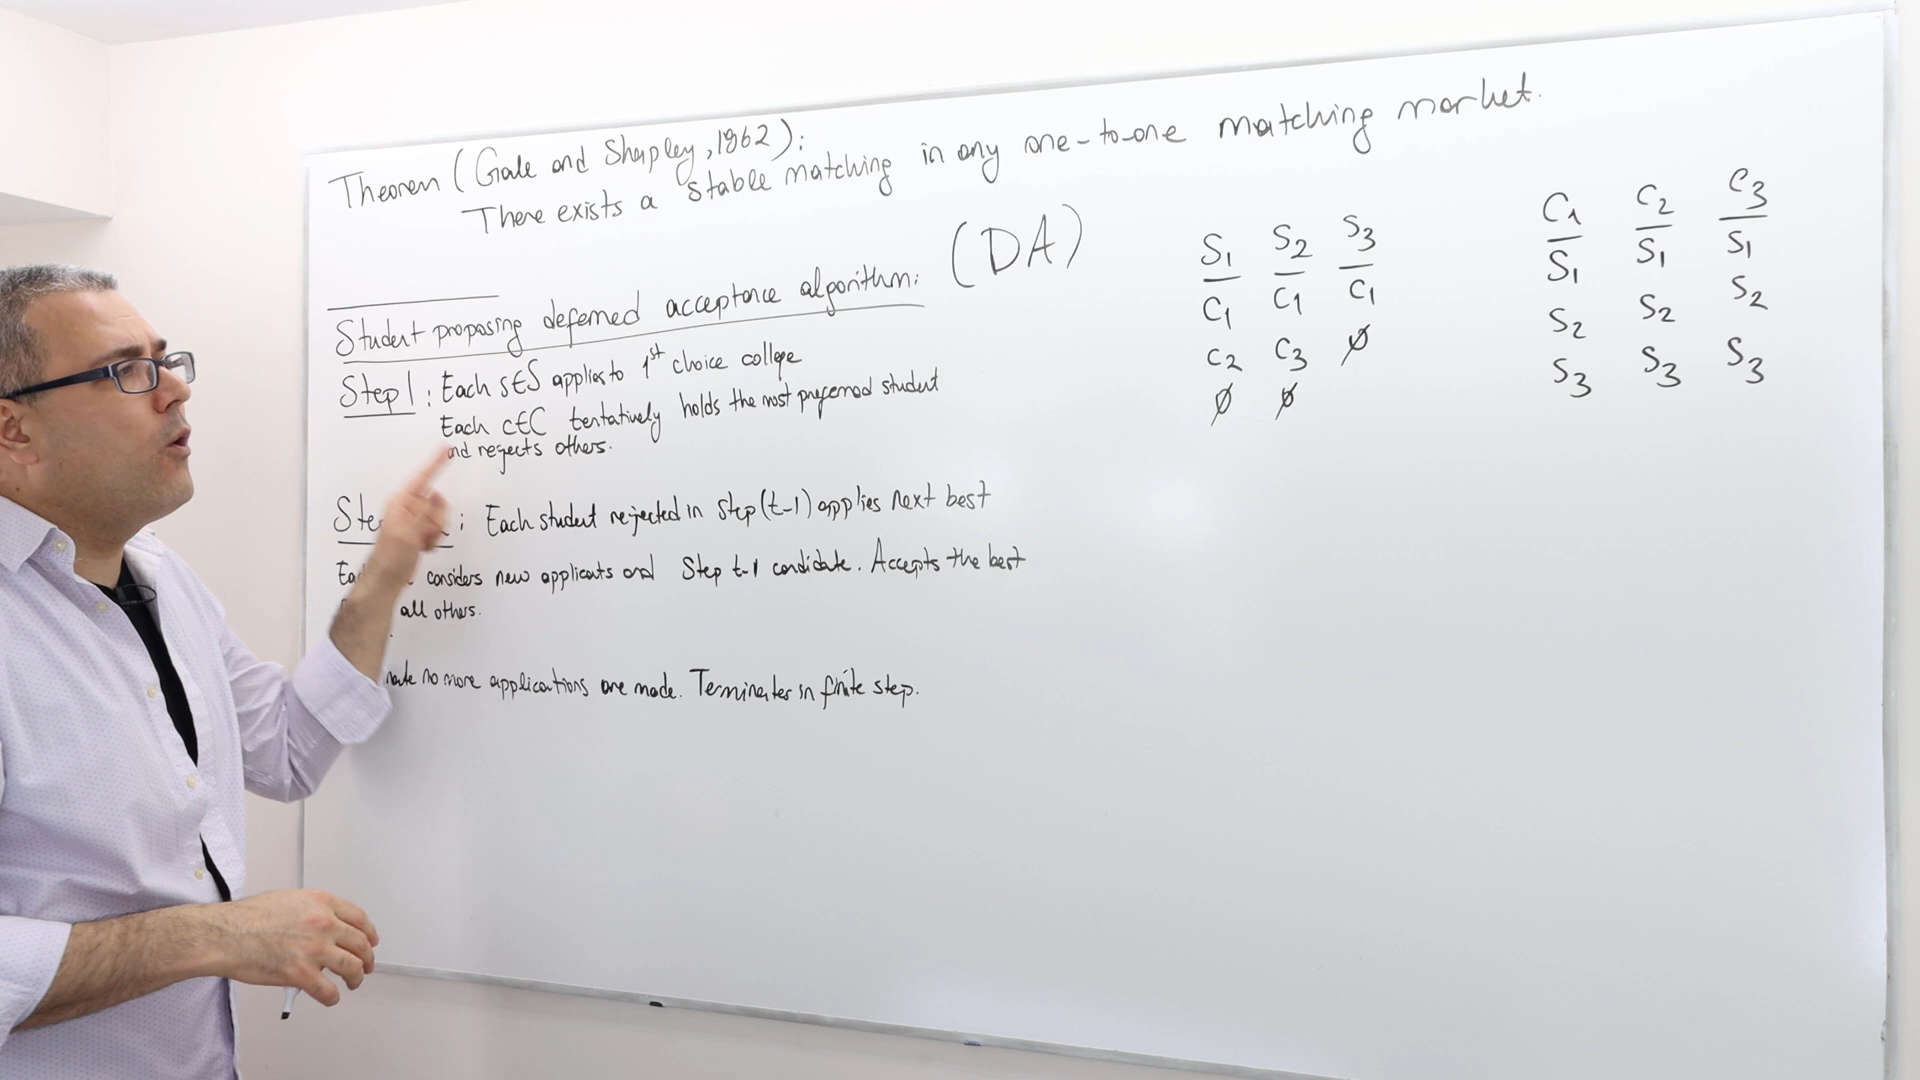 Theorem (Gale and Shapley, 1962):
There exists a stable matching in any one-to-one matching market.
(DA)
Student proposing deferred acceptance algorithm:
Step 1: Each s∈S applies to 1st choice college
Each c∈C tentatively holds the most preferred student
and rejects others.
: Each student rejected in Step (t-1) applies next best
considers new applicants and Step t-1 candidate. Accepts the best
all others.
no more applications are made. Terminates in finite step.
S1 S2 S3
C1 C1 C1
C2 C3 ∅
∅ ∅
C1 C2 C3
S1 S1 S1
S2 S2 S2
S3 S3 S3